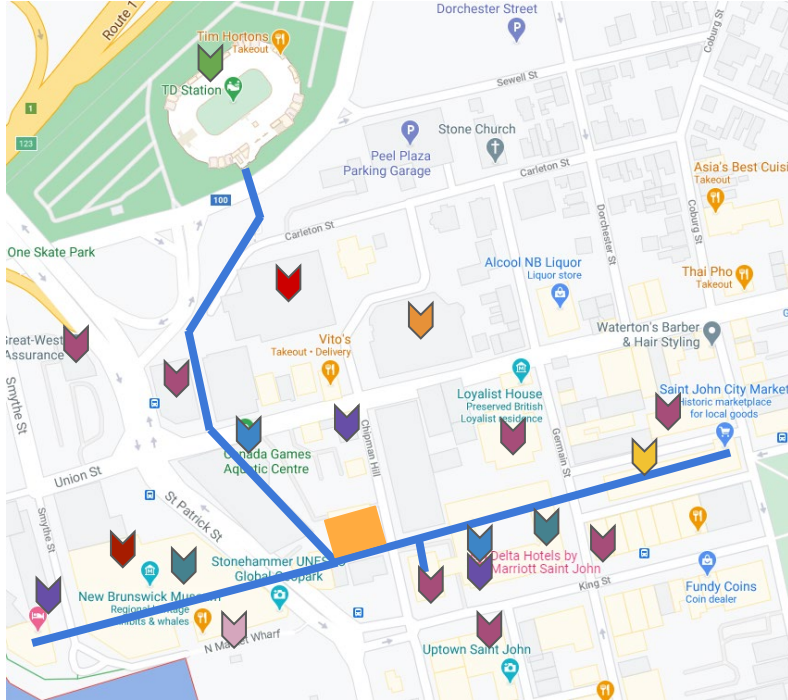 Dorchester Street
Route 1
Coburg St
Tim Hortons
Takeout
TD Station
Sewell St
1
123
Stone Church
Peel Plaza
Parking Garage
Carleton St
Asia's Best Cuisi
Takeout
100
Carleton St
Dorchester St
Coburg St
One Skate Park
Alcool NB Liquor
Liquor store
Thai Pho
Takeout
Great-West
Assurance
Vito's
Takeout • Delivery
Waterton's Barber
& Hair Styling
Smythe St
Loyalist House
Preserved British
Loyalist residence
Saint John City Market
Historic marketplace
for local goods
Chipman Hill
Germain St
Canada Games
Aquatic Centre
Union St
St Patrick St
Smythe St
Stonehammer UNES
Global Geopark
Delta Hotels by
Marriott Saint John
New Brunswick Museum
Regional heritage
exhibits & whales
King St
Fundy Coins
Coin dealer
N Market Wharf
Uptown Saint John